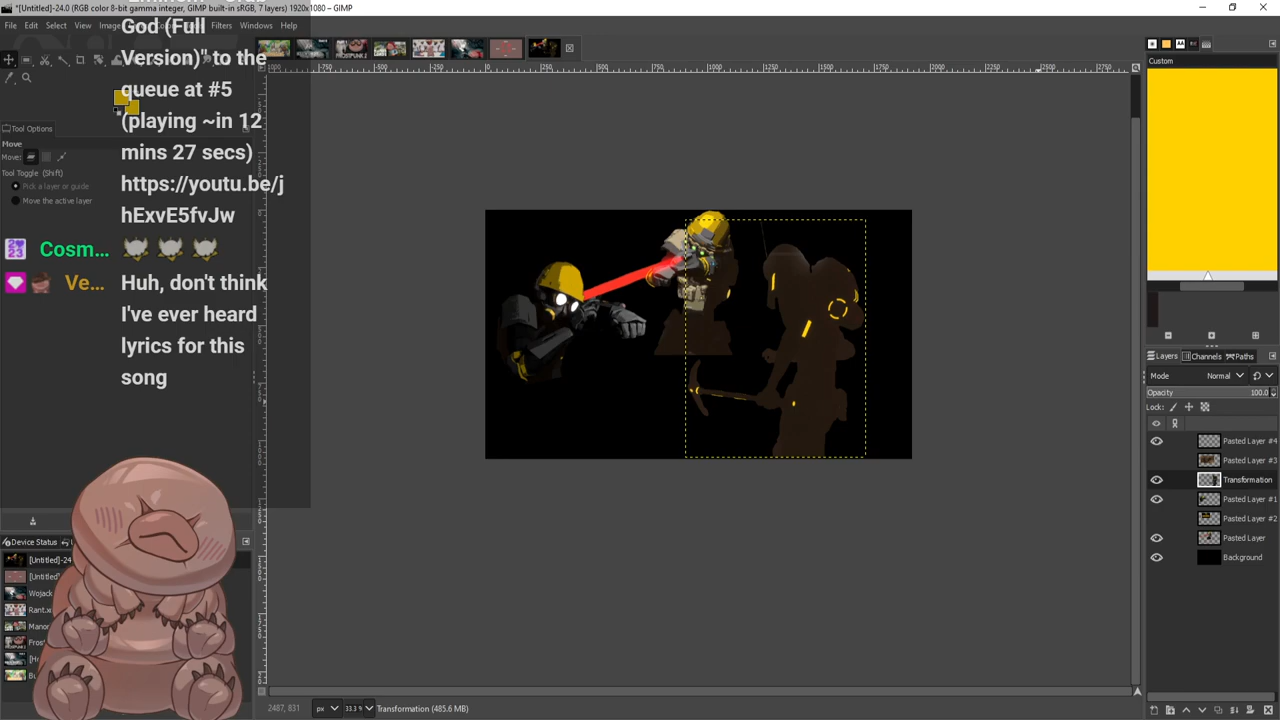 *[Untitled]-24.0 (RGB color 8-bit gamma integer, GIMP built-in sRGB, 7 layers) 1920x1080 – GIMP
File Edit Select View
Filters Windows Help
God (Full
Version)" to the
queue at #5
(playing ~in 12
mins 27 secs)
https://youtu.be/j
hExvE5fvJw
Cosm...
Ve... Huh, don't think
I've ever heard
lyrics for this
song
Tool Options
Move
Move:
Tool Toggle (Shift)
Pick a layer or guide
Move the active layer
Device Status
[Untitled]-24
[Untitled]
Wojack
Rant.x
Manor
Fros
Custom
Layers Channels Paths
Mode Normal
Opacity 100.0
Lock:
Pasted Layer #4
Pasted Layer #3
Transformation
Pasted Layer #1
Pasted Layer #2
Pasted Layer
Background
2487, 831 px 33.3 % Transformation (485.6 MB)